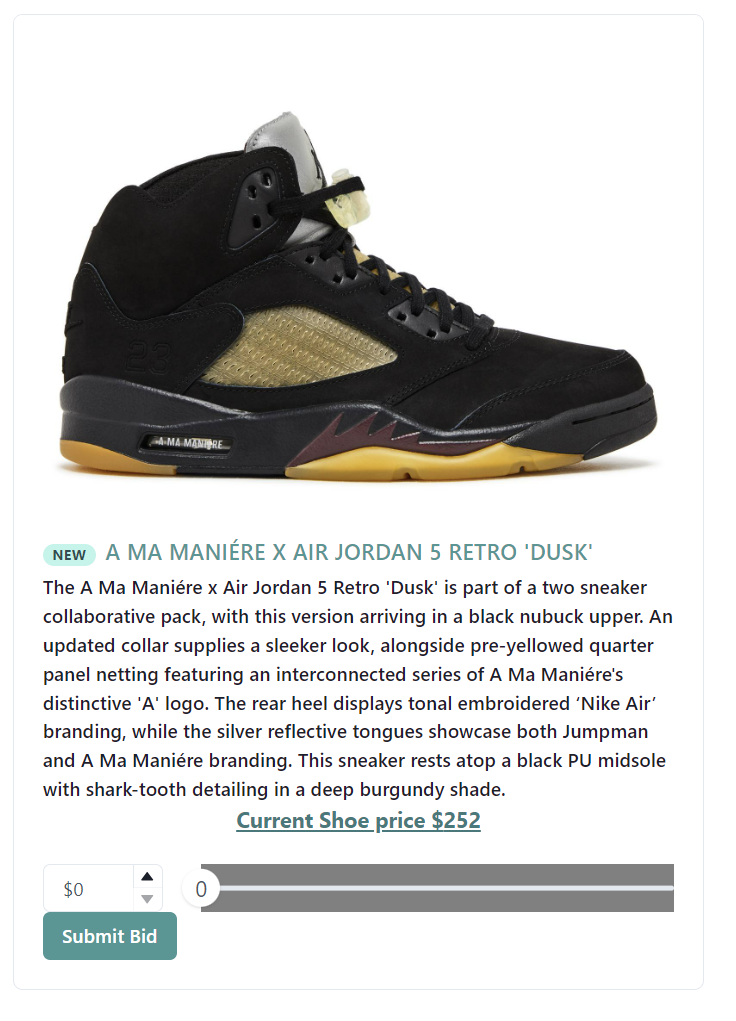 23
A MA MANIÉRE
NEW A MA MANIÉRE X AIR JORDAN 5 RETRO 'DUSK'
The A Ma Maniére x Air Jordan 5 Retro 'Dusk' is part of a two sneaker
collaborative pack, with this version arriving in a black nubuck upper. An
updated collar supplies a sleeker look, alongside pre-yellowed quarter
panel netting featuring an interconnected series of A Ma Maniére's
distinctive 'A' logo. The rear heel displays tonal embroidered ‘Nike Air’
branding, while the silver reflective tongues showcase both Jumpman
and A Ma Maniére branding. This sneaker rests atop a black PU midsole
with shark-tooth detailing in a deep burgundy shade.
Current Shoe price $252
$0 0
Submit Bid